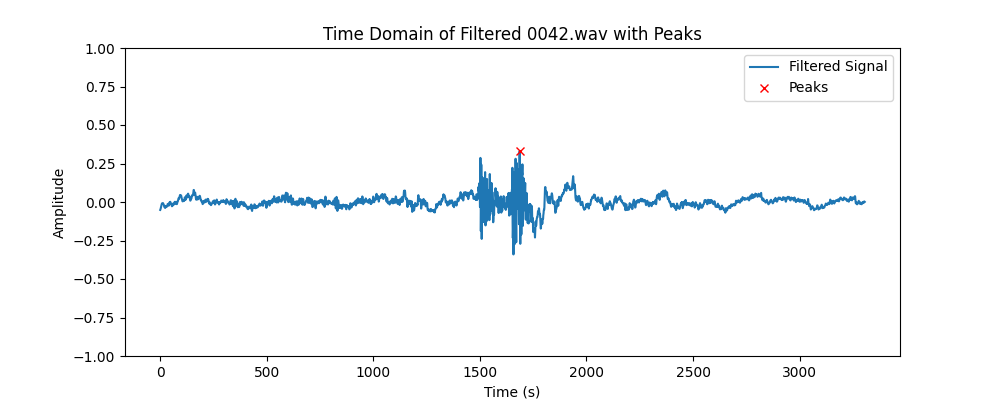 Time Domain of Filtered 0042.wav with Peaks
1.00
0.75
0.50
0.25
0.00
−0.25
−0.50
−0.75
−1.00
Amplitude
Filtered Signal
Peaks
0 500 1000 1500 2000 2500 3000
Time (s)